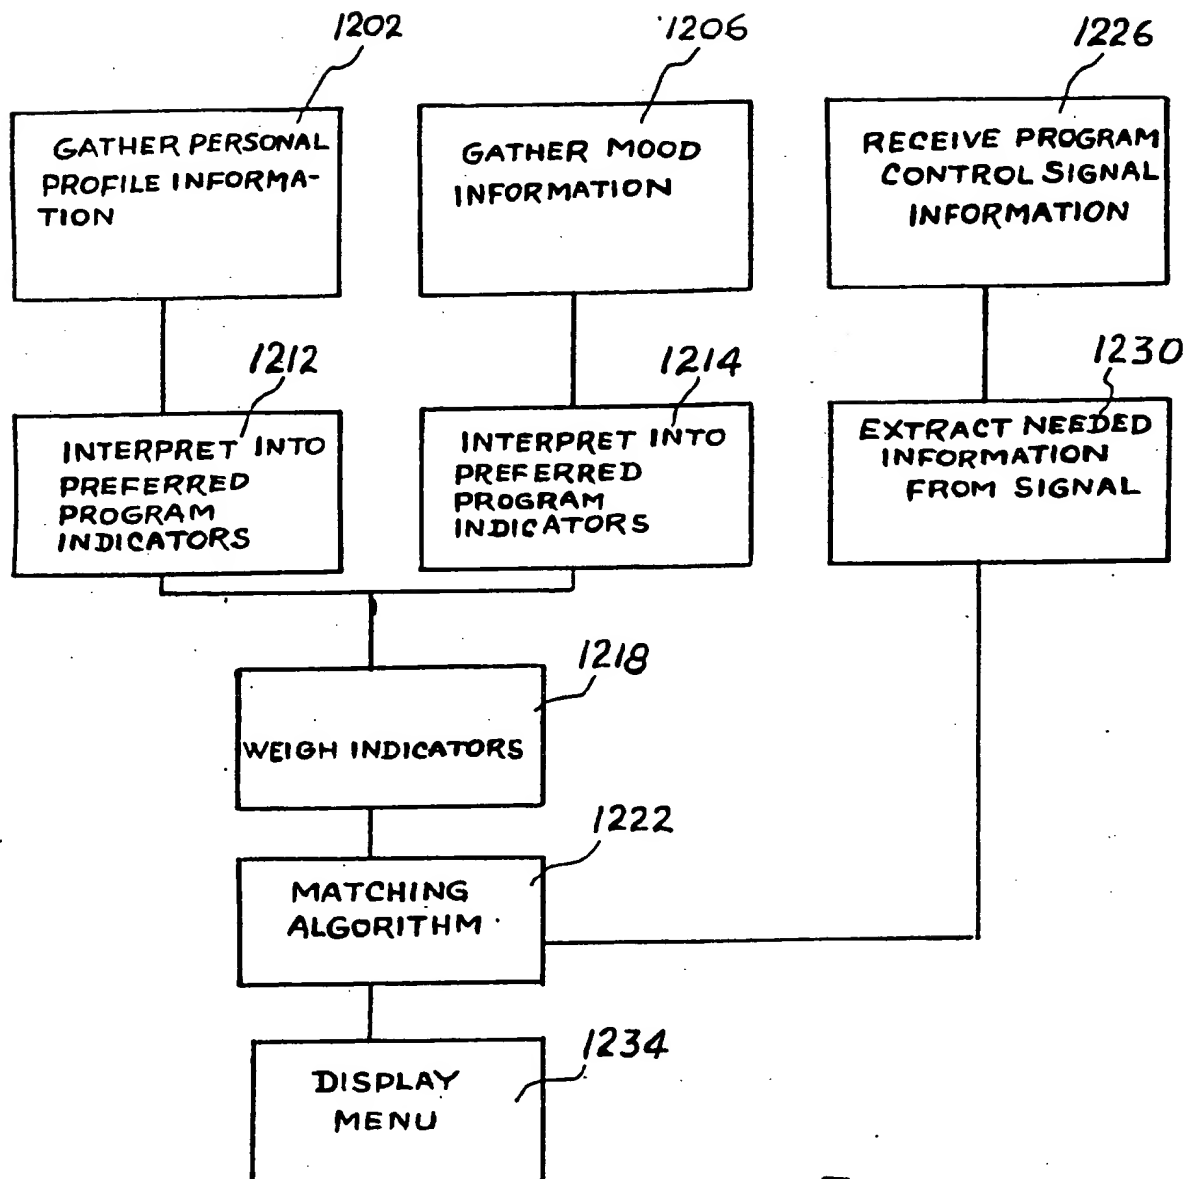 1202
GATHER PERSONAL
PROFILE INFORMA-
TION
1206
GATHER MOOD
INFORMATION
1226
RECEIVE PROGRAM
CONTROL SIGNAL
INFORMATION
1212
INTERPRET INTO
PREFERRED
PROGRAM
INDICATORS
1214
INTERPRET INTO
PREFERRED
PROGRAM
INDICATORS
1230
EXTRACT NEEDED
INFORMATION
FROM SIGNAL
1218
WEIGH INDICATORS
1222
MATCHING
ALGORITHM
1234
DISPLAY
MENU